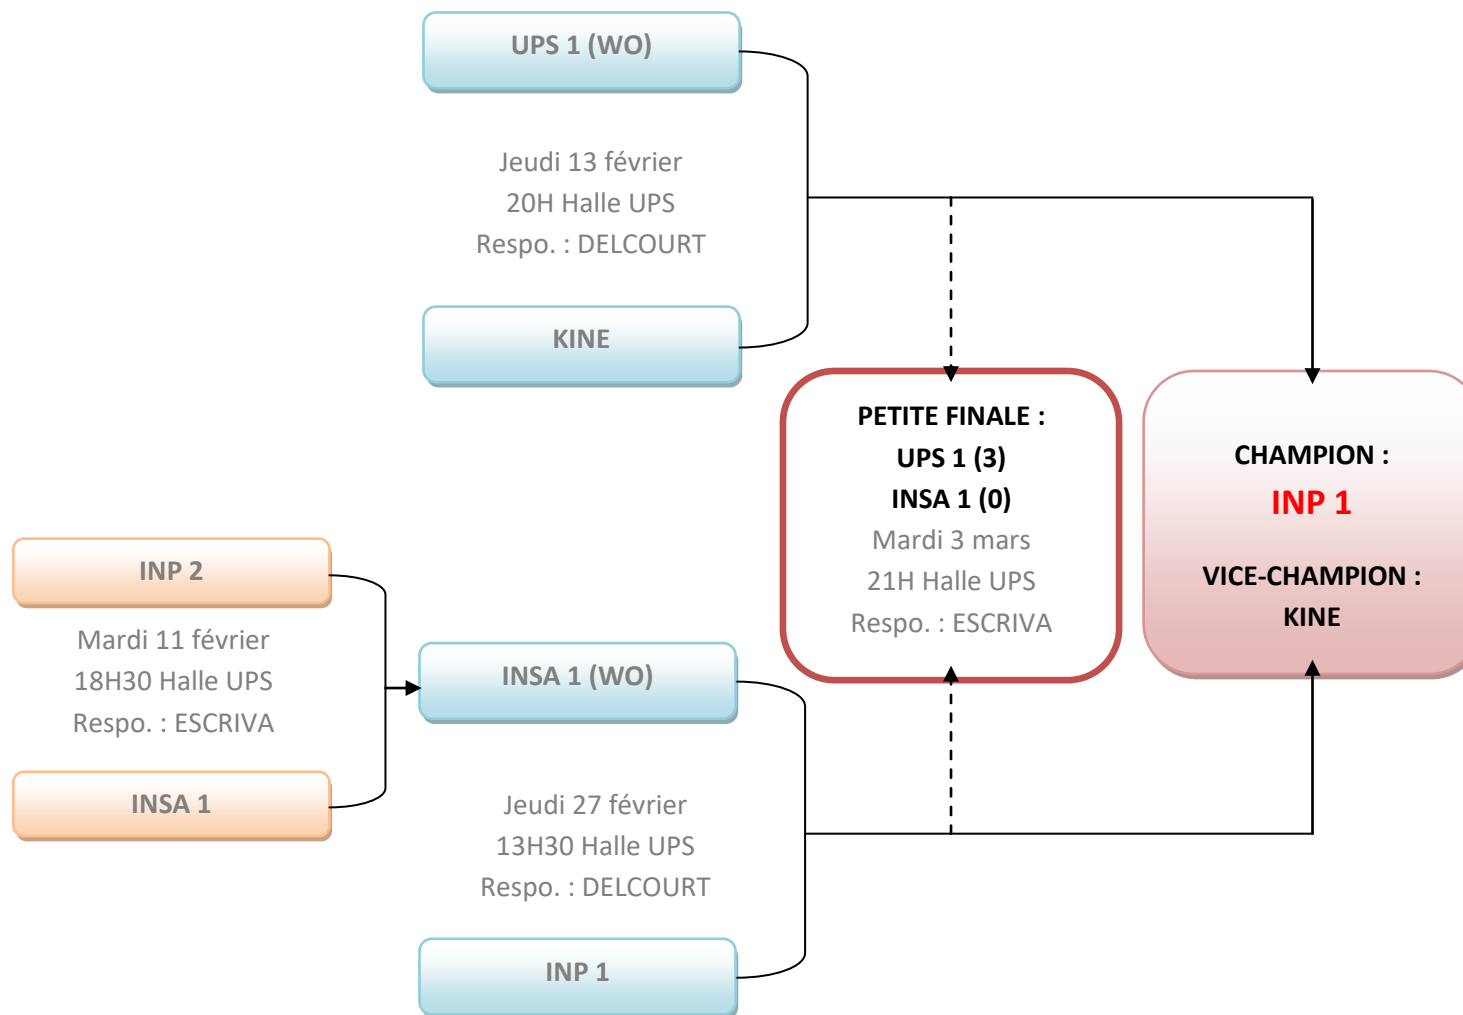 UPS 1 (WO)
Jeudi 13 février
20H Halle UPS
Respo. : DELCOURT
KINE
PETITE FINALE :
UPS 1 (3)
INSA 1 (0)
Mardi 3 mars
21H Halle UPS
Respo. : ESCRIVA
CHAMPION :
INP 1
VICE-CHAMPION :
KINE
INP 2
Mardi 11 février
18H30 Halle UPS
Respo. : ESCRIVA
INSA 1
INSA 1 (WO)
Jeudi 27 février
13H30 Halle UPS
Respo. : DELCOURT
INP 1